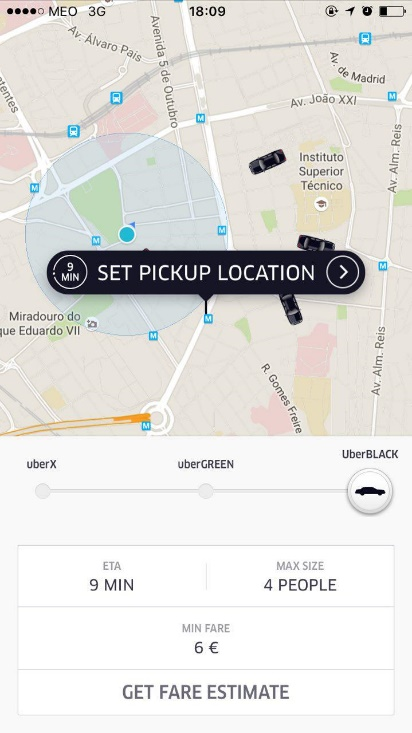 MEO 3G
18:09
Av. Álvaro Pais
Avenida 5 de Outubro
Av. de Madrid
Av. João XXI
Instituto
Superior
Técnico
Av. Alm. Reis
9
MIN
SET PICKUP LOCATION
Miradouro do
que Eduardo VII
Av. Alm. Reis
R. Gomes Freire
uberX
uberGREEN
UberBLACK
ETA
9 MIN
MAX SIZE
4 PEOPLE
MIN FARE
6 €
GET FARE ESTIMATE